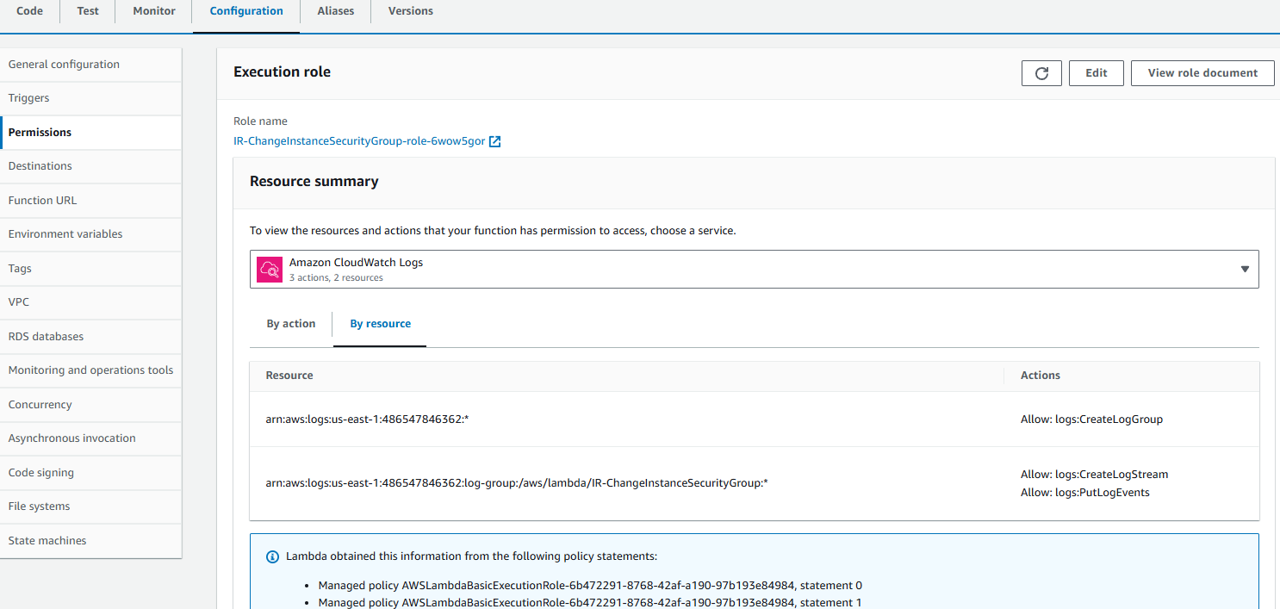 Code Test Monitor Configuration Aliases Versions
General configuration
Triggers
Permissions
Destinations
Function URL
Environment variables
Tags
VPC
RDS databases
Monitoring and operations tools
Concurrency
Asynchronous invocation
Code signing
File systems
State machines
Execution role
Edit
View role document
Role name
IR-ChangeInstanceSecurityGroup-role-6wow5gor
Resource summary
To view the resources and actions that your function has permission to access, choose a service.
Amazon CloudWatch Logs
3 actions, 2 resources
By action By resource
Resource Actions
arn:aws:logs:us-east-1:486547846362:* Allow: logs:CreateLogGroup
arn:aws:logs:us-east-1:486547846362:log-group:/aws/lambda/IR-ChangeInstanceSecurityGroup:* Allow: logs:CreateLogStream
Allow: logs:PutLogEvents
Lambda obtained this information from the following policy statements:
• Managed policy AWSLambdaBasicExecutionRole-6b472291-8768-42af-a190-97b193e84984, statement 0
• Managed policy AWSLambdaBasicExecutionRole-6b472291-8768-42af-a190-97b193e84984, statement 1